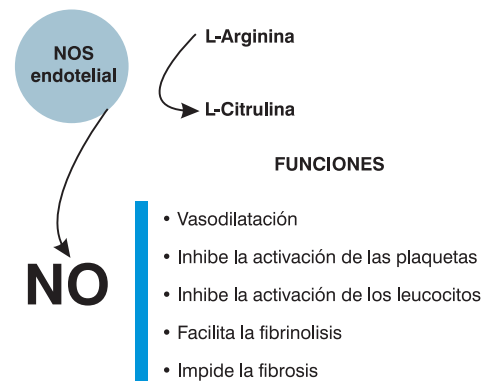 NOS
endotelial
L-Arginina
L-Citrulina
FUNCIONES
NO
• Vasodilatación
• Inhibe la activación de las plaquetas
• Inhibe la activación de los leucocitos
• Facilita la fibrinolisis
• Impide la fibrosis